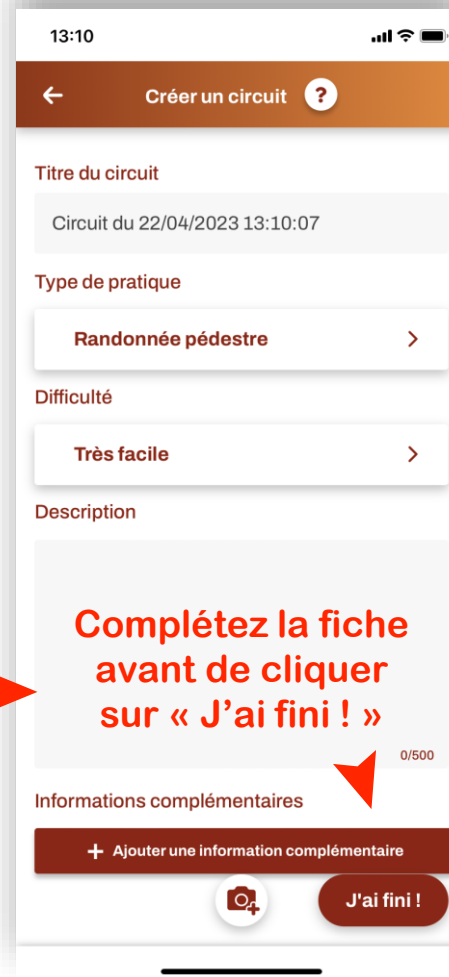 13:10
Créer un circuit ?
Titre du circuit
Circuit du 22/04/2023 13:10:07
Type de pratique
Randonnée pédestre
Difficulté
Très facile
Description
Complétez la fiche
avant de cliquer
sur « J’ai fini ! »
0/500
Informations complémentaires
+ Ajouter une information complémentaire
J'ai fini !